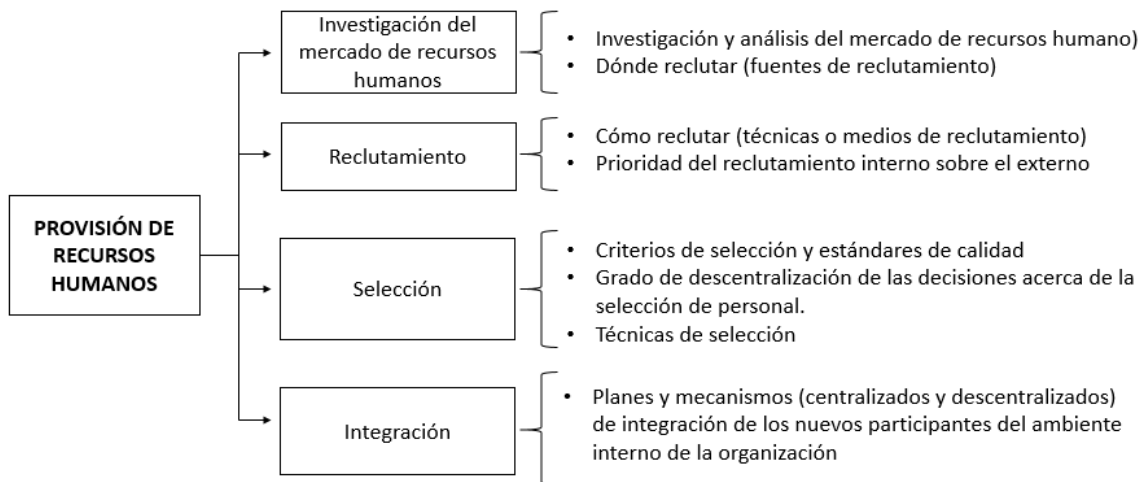 PROVISIÓN DE
RECURSOS
HUMANOS
Investigación del
mercado de recursos
humanos
• Investigación y análisis del mercado de recursos humano)
• Dónde reclutar (fuentes de reclutamiento)
Reclutamiento
• Cómo reclutar (técnicas o medios de reclutamiento)
• Prioridad del reclutamiento interno sobre el externo
Selección
• Criterios de selección y estándares de calidad
• Grado de descentralización de las decisiones acerca de la
selección de personal.
• Técnicas de selección
Integración
• Planes y mecanismos (centralizados y descentralizados)
de integración de los nuevos participantes del ambiente
interno de la organización